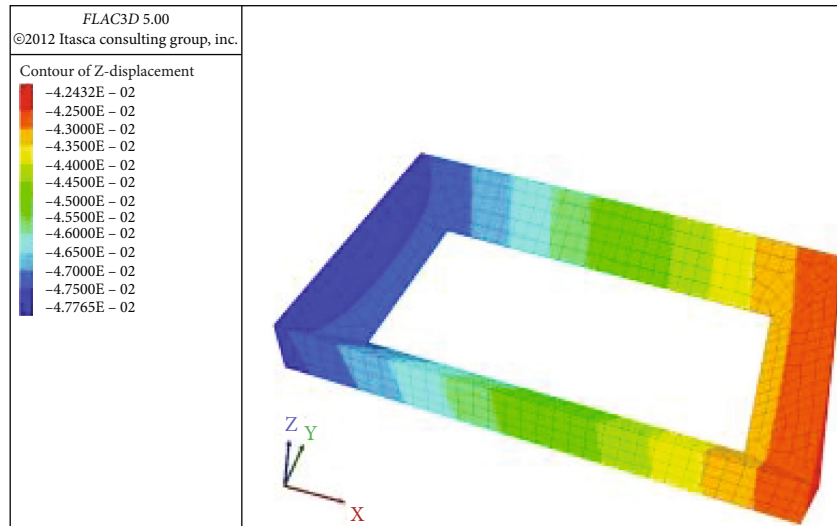 FLAC3D 5.00
©2012 Itasca consulting group, inc.
Contour of Z-displacement
–4.2432E – 02
–4.2500E – 02
–4.3000E – 02
–4.3500E – 02
–4.4000E – 02
–4.4500E – 02
–4.5000E – 02
–4.5500E – 02
–4.6000E – 02
–4.6500E – 02
–4.7000E – 02
–4.7500E – 02
–4.7765E – 02
Z
Y
X